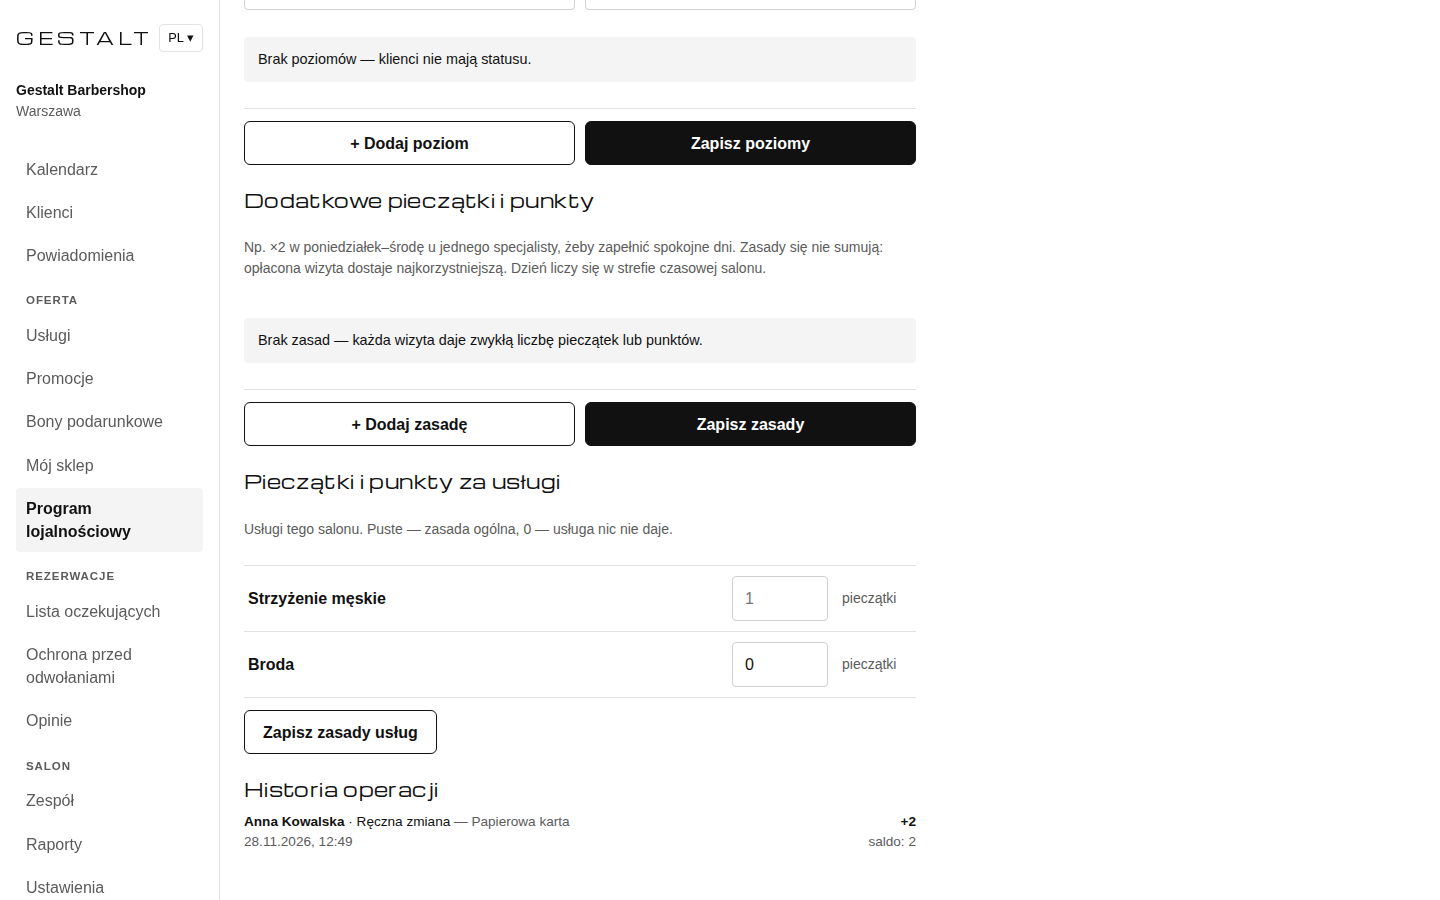 GESTALT
PL ▾
Gestalt Barbershop
Warszawa
Kalendarz
Klienci
Powiadomienia
OFERTA
Usługi
Promocje
Bony podarunkowe
Mój sklep
Program
lojalnościowy
REZERWACJE
Lista oczekujących
Ochrona przed
odwołaniami
Opinie
SALON
Zespół
Raporty
Ustawienia
Brak poziomów — klienci nie mają statusu.
+ Dodaj poziom
Zapisz poziomy
Dodatkowe pieczątki i punkty
Np. ×2 w poniedziałek–środę u jednego specjalisty, żeby zapełnić spokojne dni. Zasady się nie sumują:
opłacona wizyta dostaje najkorzystniejszą. Dzień liczy się w strefie czasowej salonu.
Brak zasad — każda wizyta daje zwykłą liczbę pieczątek lub punktów.
+ Dodaj zasadę
Zapisz zasady
Pieczątki i punkty za usługi
Usługi tego salonu. Puste — zasada ogólna, 0 — usługa nic nie daje.
Strzyżenie męskie
1
pieczątki
Broda
0
pieczątki
Zapisz zasady usług
Historia operacji
Anna Kowalska · Ręczna zmiana — Papierowa karta
+2
28.11.2026, 12:49
saldo: 2